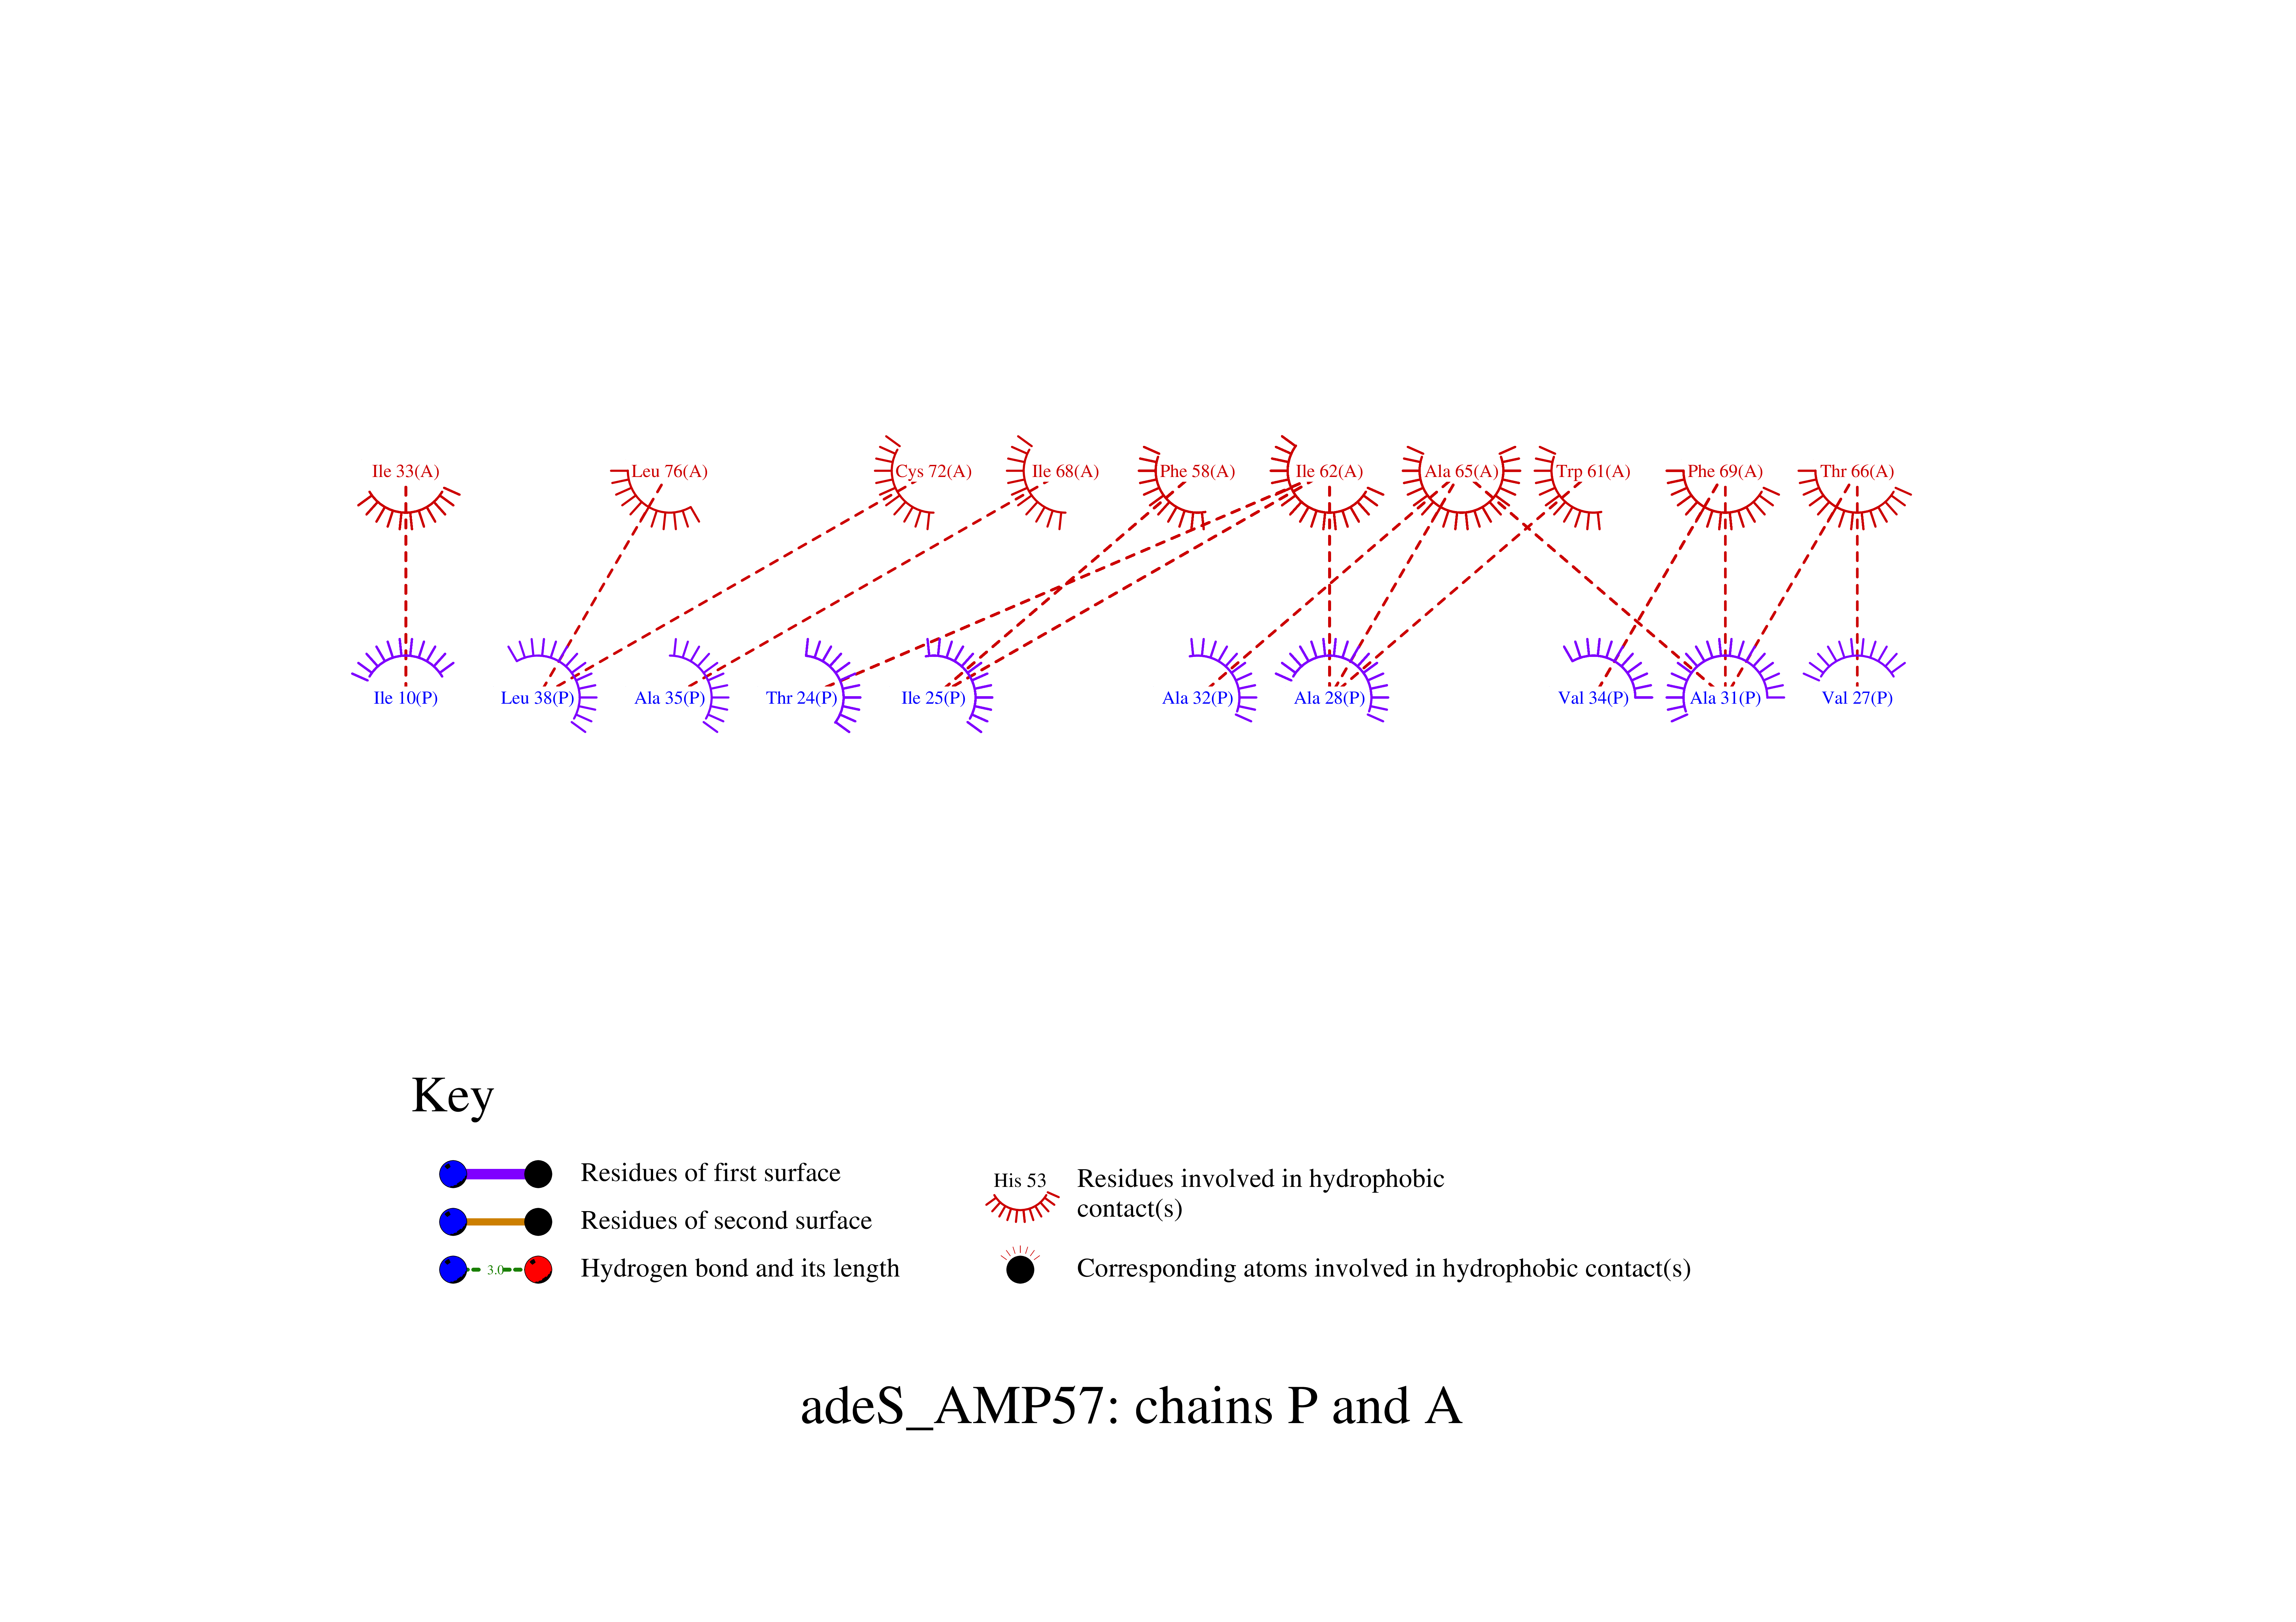 Ile 33(A) Leu 76(A) Cys 72(A) Ile 68(A) Phe 58(A) Ile 62(A) Ala 65(A) Trp 61(A) Phe 69(A) Thr 66(A)
Ile 10(P) Leu 38(P) Ala 35(P) Thr 24(P) Ile 25(P) Ala 32(P) Ala 28(P) Val 34(P) Ala 31(P) Val 27(P)
Key
Residues of first surface
Residues of second surface
3.0 Hydrogen bond and its length
His 53 Residues involved in hydrophobic
contact(s)
Corresponding atoms involved in hydrophobic contact(s)
adeS_AMP57: chains P and A